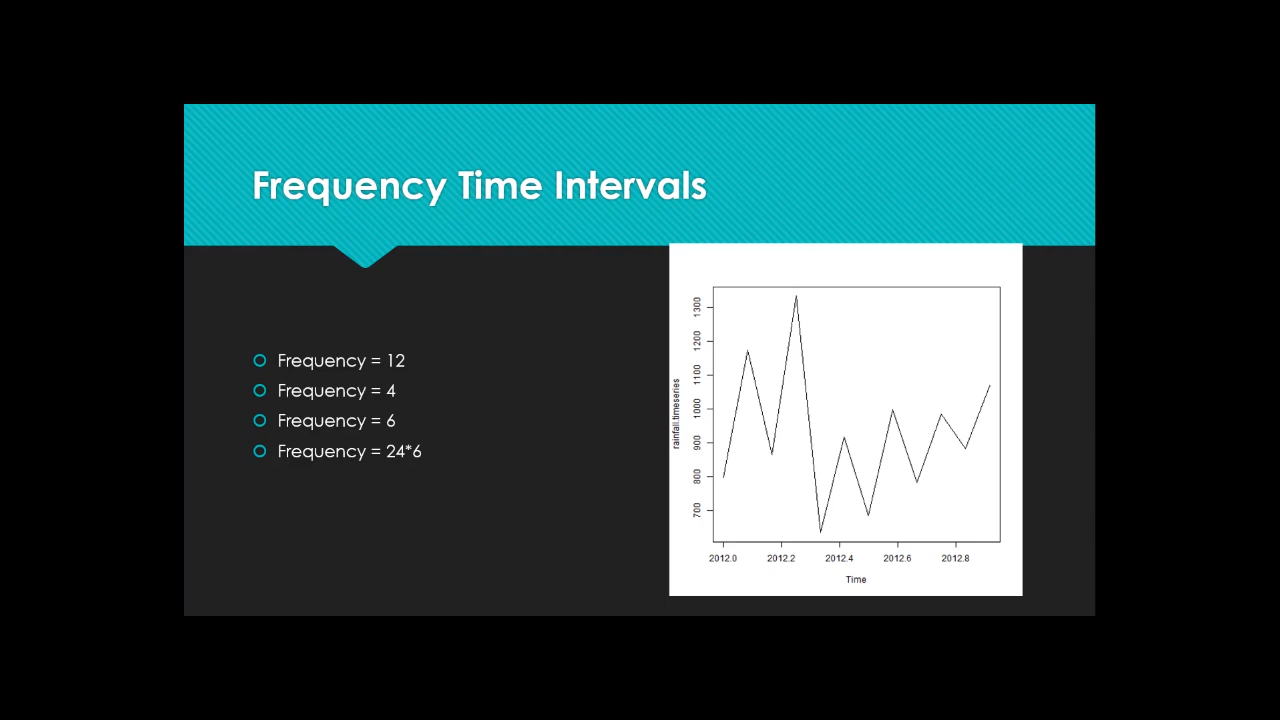 Frequency Time Intervals
Frequency = 12
Frequency = 4
Frequency = 6
Frequency = 24*6
rainfall.timeseries
1300
1200
1100
1000
900
800
700
2012.0 2012.2 2012.4 2012.6 2012.8
Time